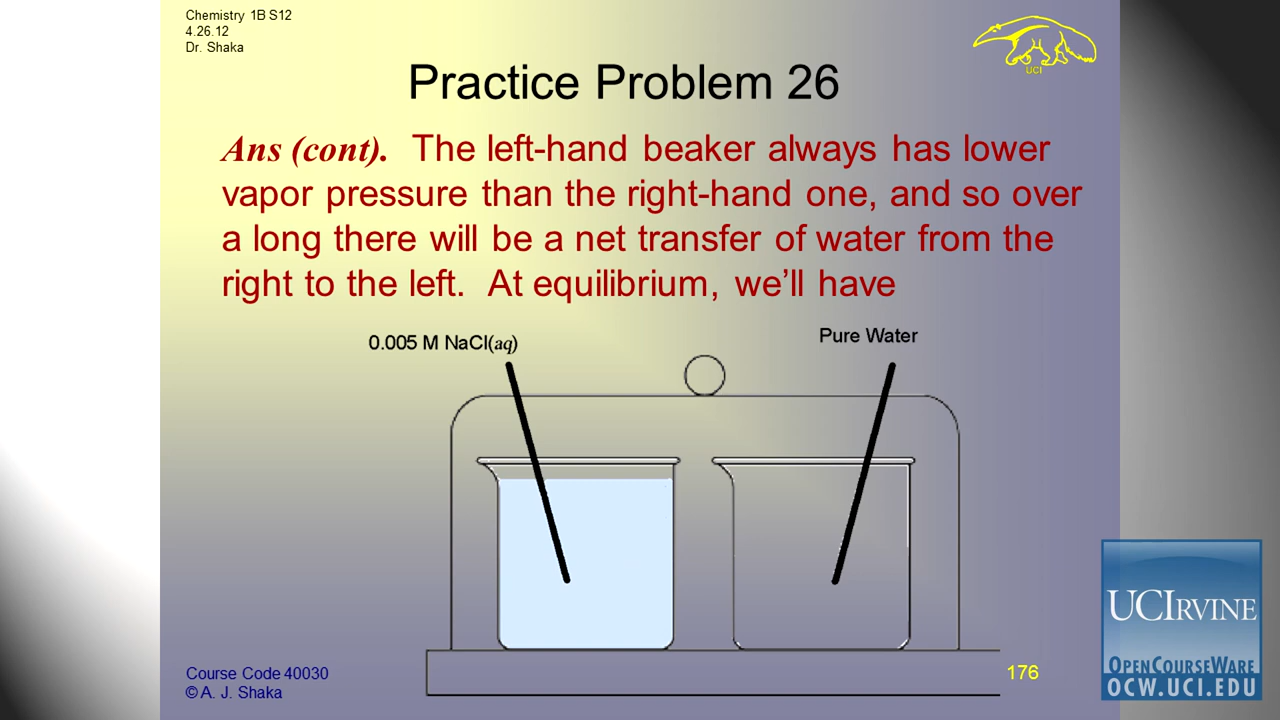 Chemistry 1B S12
4.26.12
Dr. Shaka
UCI
Practice Problem 26
Ans (cont). The left-hand beaker always has lower
vapor pressure than the right-hand one, and so over
a long there will be a net transfer of water from the
right to the left. At equilibrium, we’ll have
0.005 M NaCl(aq)
Pure Water
Course Code 40030
© A. J. Shaka
176
UCIRVINE
OPENCOURSEWARE
OCW.UCI.EDU